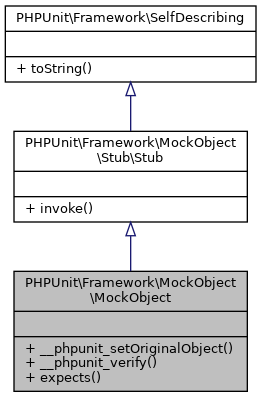 PHPUnit\Framework\SelfDescribing
+ toString()
PHPUnit\Framework\MockObject
\Stub\Stub
+ invoke()
PHPUnit\Framework\MockObject
\MockObject
+ __phpunit_setOriginalObject()
+ __phpunit_verify()
+ expects()